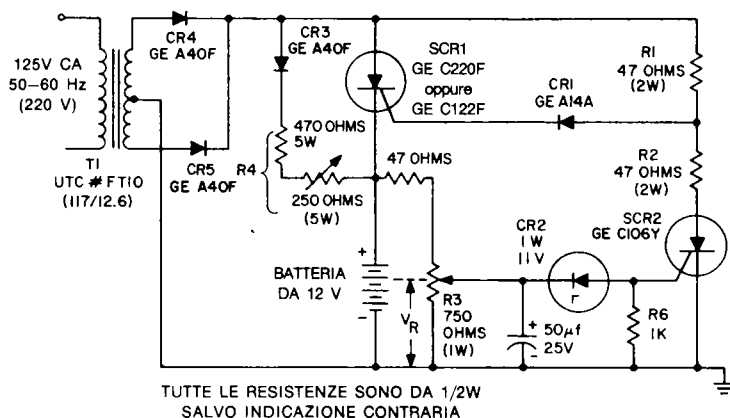 125V CA
50–60 Hz
(220 V)
T1
UTC #FT10
(117/12.6)
CR4
GE A40F
CR5
GE A40F
CR3
GE A40F
R4
470 OHMS
5W
250 OHMS
(5W)
SCR1
GE C220F
oppure
GE C122F
47 OHMS
CR1
GE A14A
R1
47 OHMS
(2W)
R2
47 OHMS
(2W)
SCR2
GE C106Y
CR2
1 W
11V
BATTERIA
DA 12 V
+
–
VR
R3
750
OHMS
(1W)
+
50µf
25V
–
R6
1K
TUTTE LE RESISTENZE SONO DA 1/2W
SALVO INDICAZIONE CONTRARIA